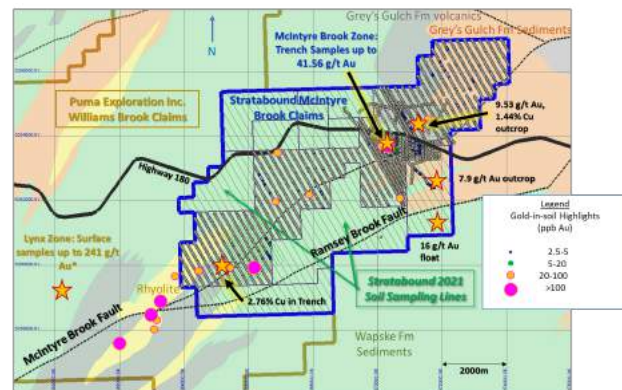 Grey's Gulch Fm volcanics
Grey's Gulch Fm Sediments
N
McIntyre Brook Zone:
Trench Samples up to
41.56 g/t Au
Puma Exploration Inc.
Williams Brook Claims
Stratabound McIntyre
Brook Claims
9.53 g/t Au,
1.44% Cu
outcrop
Highway 180
7.9 g/t Au outcrop
Lynx Zone: Surface
samples up to 241 g/t
Au*
Ramsey Brook Fault
16 g/t Au
float
Rhyolite
Stratabound 2021
Soil Sampling Lines
2.76% Cu in Trench
McIntyre Brook Fault
Wapske Fm
Sediments
2000m
Legend
Gold-in-soil Highlights
(ppb Au)
2.5-5
5-20
20-100
>100